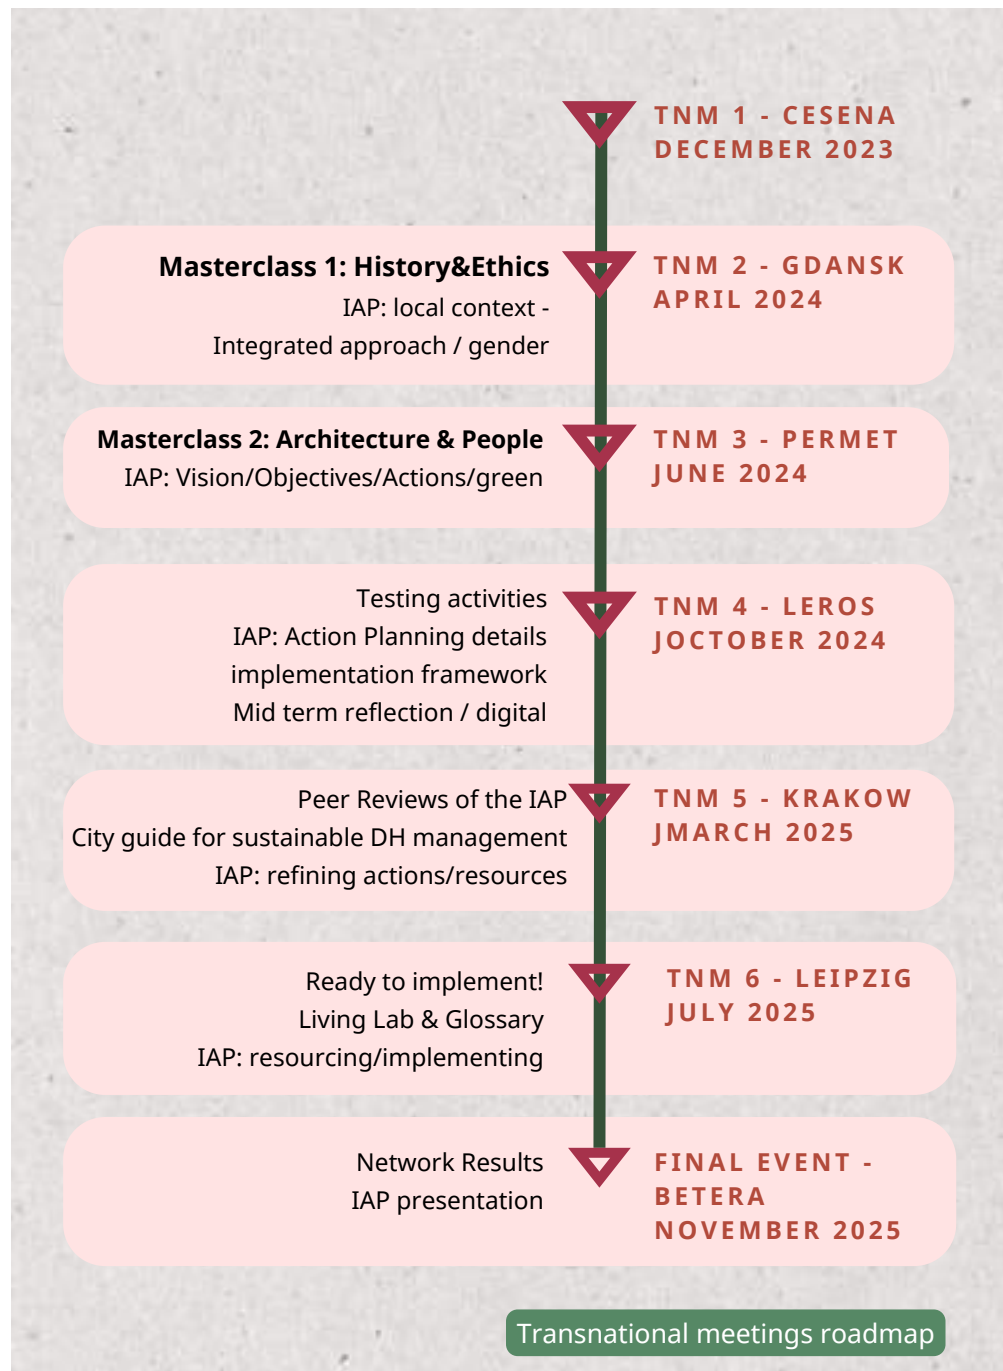 TNM 1 - CESENA
DECEMBER 2023
Masterclass 1: History&Ethics
IAP: local context -
Integrated approach / gender
TNM 2 - GDANSK
APRIL 2024
Masterclass 2: Architecture & People
IAP: Vision/Objectives/Actions/green
TNM 3 - PERMET
JUNE 2024
Testing activities
IAP: Action Planning details
implementation framework
Mid term reflection / digital
TNM 4 - LEROS
JOCTOBER 2024
Peer Reviews of the IAP
City guide for sustainable DH management
IAP: refining actions/resources
TNM 5 - KRAKOW
JMARCH 2025
Ready to implement!
Living Lab & Glossary
IAP: resourcing/implementing
TNM 6 - LEIPZIG
JULY 2025
Network Results
IAP presentation
FINAL EVENT -
BETERA
NOVEMBER 2025
Transnational meetings roadmap